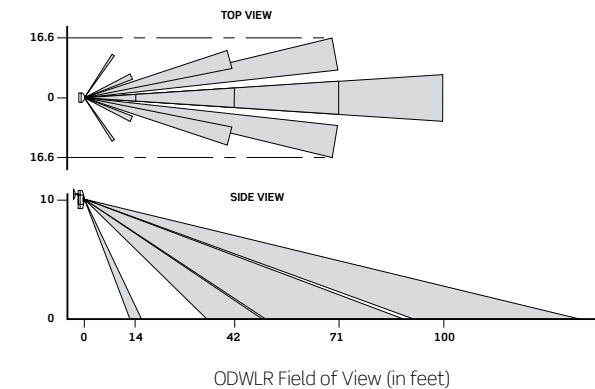 TOP VIEW
16.6
0
16.6
SIDE VIEW
10
0
0 14 42 71 100
ODWLR Field of View (in feet)